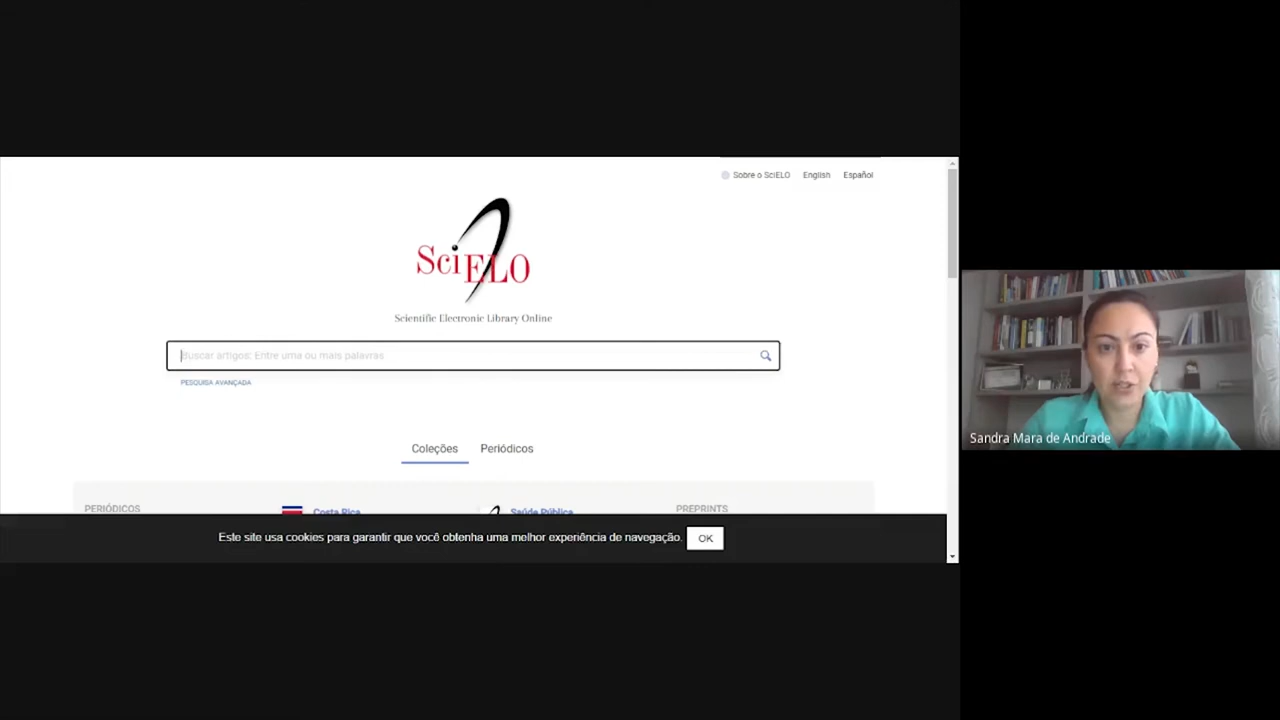 Sobre o SciELO English Español
SciELO
Scientific Electronic Library Online
Buscar artigos: Entre uma ou mais palavras
PESQUISA AVANÇADA
Coleções Periódicos
PERIÓDICOS Costa Rica Saúde Pública PREPRINTS
Este site usa cookies para garantir que você obtenha uma melhor experiência de navegação. OK
Sandra Mara de Andrade